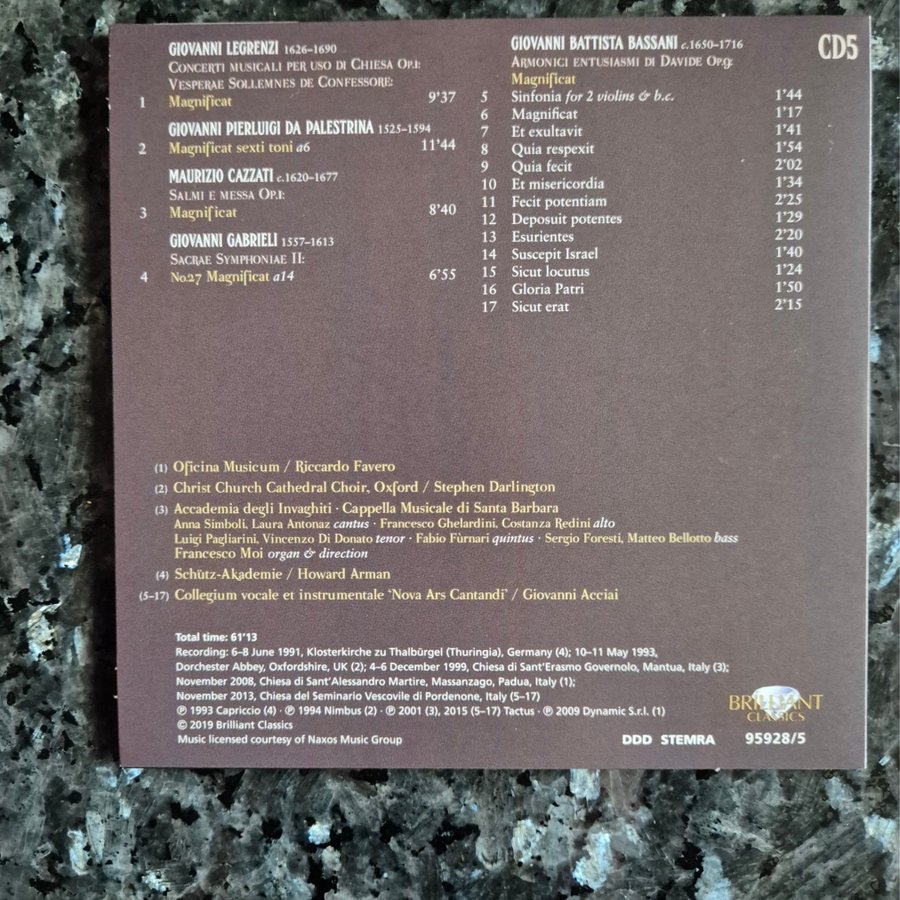 GIOVANNI LEGRENZI 1626–1690
CONCERTI MUSICALI PER USO DI CHIESA OP.1:
VESPERAE SOLLEMNES DE CONFESSORE:
1 Magnificat 9'37
GIOVANNI PIERLUIGI DA PALESTRINA 1525–1594
2 Magnificat sexti toni a6 11'44
MAURIZIO CAZZATI c.1620–1677
SALMI E MESSA OP.1:
3 Magnificat 8'40
GIOVANNI GABRIELI 1557–1613
SACRAE SYMPHONIAE II:
4 No.27 Magnificat a14 6'55
GIOVANNI BATTISTA BASSANI c.1650–1716
ARMONICI ENTUSIASMI DI DAVIDE OP.9:
Magnificat
5 Sinfonia for 2 violins & b.c. 1'44
6 Magnificat 1'17
7 Et exultavit 1'41
8 Quia respexit 1'54
9 Quia fecit 2'02
10 Et misericordia 1'34
11 Fecit potentiam 2'25
12 Deposuit potentes 1'29
13 Esurientes 2'20
14 Suscepit Israel 1'40
15 Sicut locutus 1'24
16 Gloria Patri 1'50
17 Sicut erat 2'15
CD5
(1) Oficina Musicum / Riccardo Favero
(2) Christ Church Cathedral Choir, Oxford / Stephen Darlington
(3) Accademia degli Invaghiti · Cappella Musicale di Santa Barbara
Anna Simboli, Laura Antonaz cantus · Francesco Ghelardini, Costanza Redini alto
Luigi Pagliarini, Vincenzo Di Donato tenor · Fabio Fùrnari quintus · Sergio Foresti, Matteo Bellotto bass
Francesco Moi organ & direction
(4) Schütz-Akademie / Howard Arman
(5–17) Collegium vocale et instrumentale 'Nova Ars Cantandi' / Giovanni Acciai
Total time: 61'13
Recording: 6–8 June 1991, Klosterkirche zu Thalbürgel (Thuringia), Germany (4); 10–11 May 1993,
Dorchester Abbey, Oxfordshire, UK (2); 4–6 December 1999, Chiesa di Sant'Erasmo Governolo, Mantua, Italy (3);
November 2008, Chiesa di Sant'Alessandro Martire, Massanzago, Padua, Italy (1);
November 2013, Chiesa del Seminario Vescovile di Pordenone, Italy (5–17)
℗ 1993 Capriccio (4) · ℗ 1994 Nimbus (2) · ℗ 2001 (3), 2015 (5–17) Tactus · ℗ 2009 Dynamic S.r.l. (1)
© 2019 Brilliant Classics
Music licensed courtesy of Naxos Music Group
DDD STEMRA
BRILLIANT
CLASSICS
95928/5